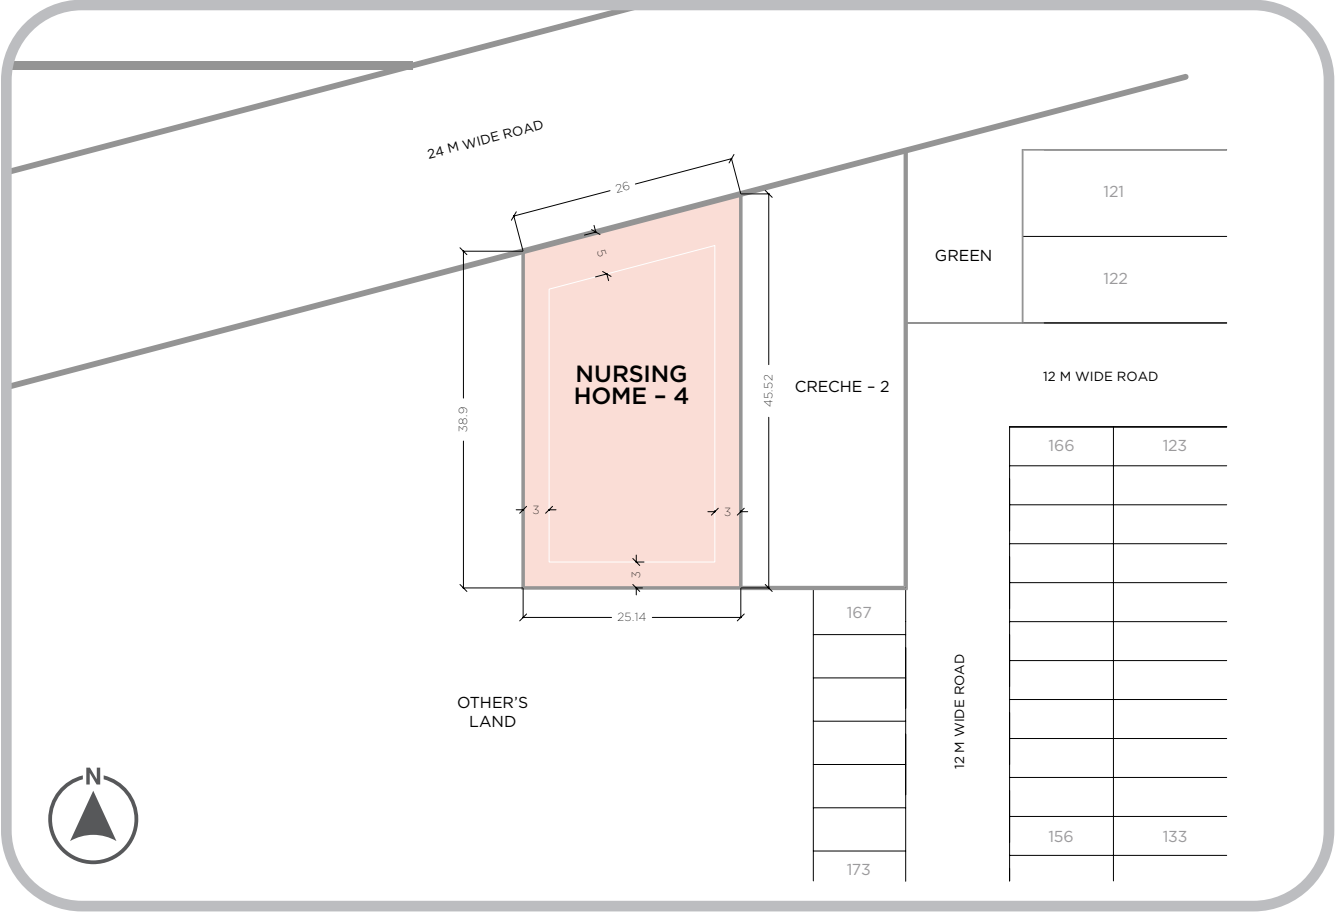 24 M WIDE ROAD
26
121
5
GREEN
122
NURSING
HOME – 4
12 M WIDE ROAD
45.52
CRECHE – 2
38.9
166
123
3
3
3
25.14
167
OTHER'S
LAND
12 M WIDE ROAD
N
156
133
173